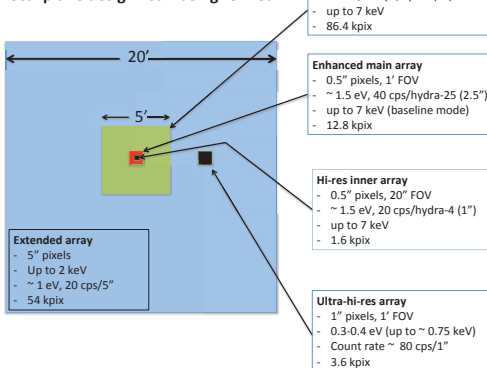 - up to 7 keV
- 86.4 kpix
20′
5′
Enhanced main array
- 0.5” pixels, 1’ FOV
- ~ 1.5 eV, 40 cps/hydra-25 (2.5”)
- up to 7 keV (baseline mode)
- 12.8 kpix
Hi-res inner array
- 0.5” pixels, 20” FOV
- ~ 1.5 eV, 20 cps/hydra-4 (1”)
- up to 7 keV
- 1.6 kpix
Extended array
- 5” pixels
- Up to 2 keV
- ~ 1 eV, 20 cps/5”
- 54 kpix
Ultra-hi-res array
- 1” pixels, 1’ FOV
- 0.3-0.4 eV (up to ~ 0.75 keV)
- Count rate ~ 80 cps/1”
- 3.6 kpix